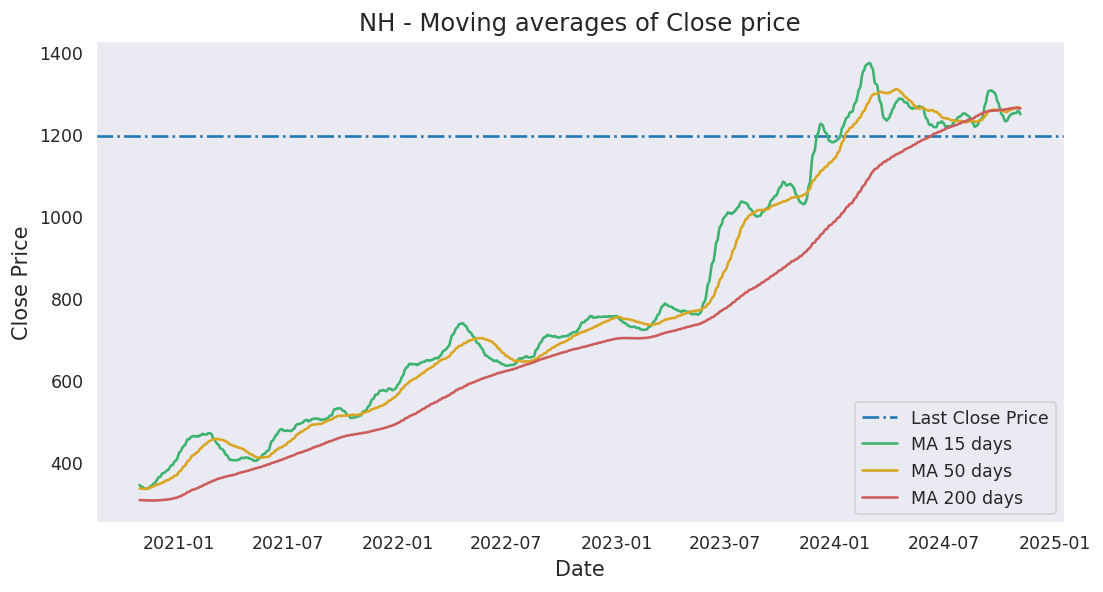 NH - Moving averages of Close price
1400
1200
1000
800
600
400
Close Price
2021-01 2021-07 2022-01 2022-07 2023-01 2023-07 2024-01 2024-07 2025-01
Date
Last Close Price
MA 15 days
MA 50 days
MA 200 days